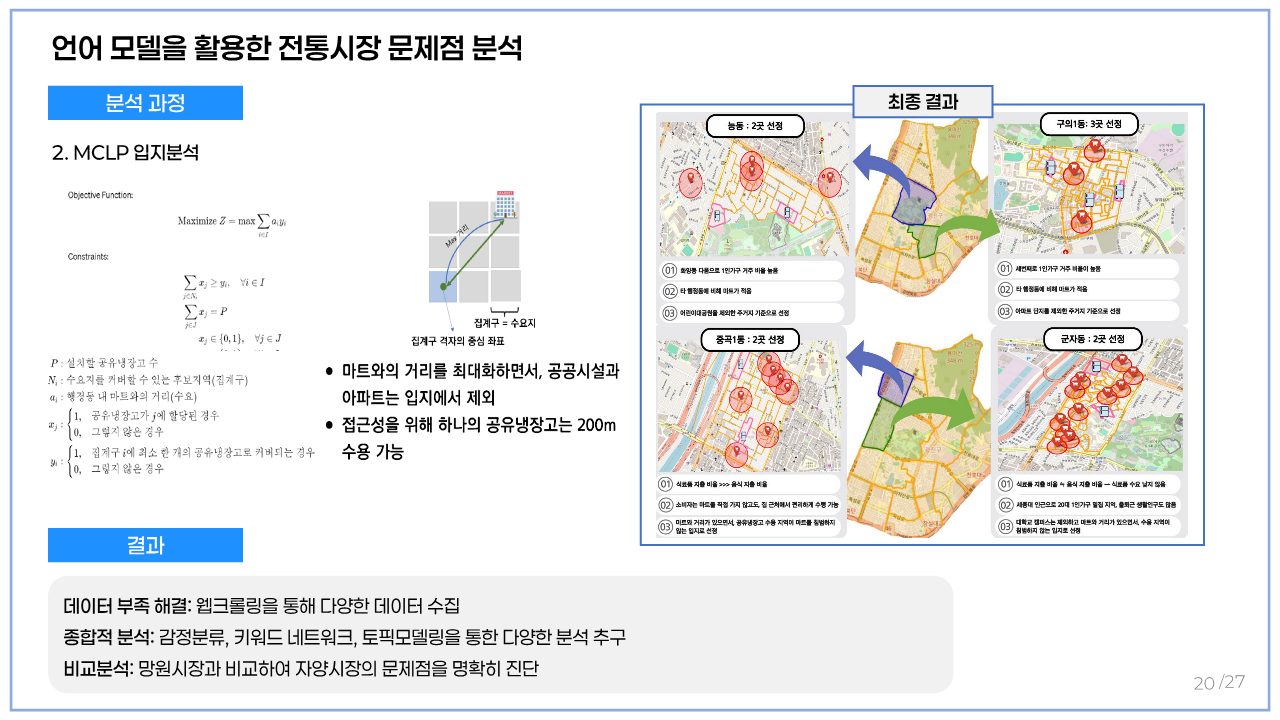 언어 모델을 활용한 전통시장 문제점 분석
분석 과정
2. MCLP 입지분석
Objective Function:
Maximize Z = max ∑_{i∈I} a_i y_i
Constraints:
∑_{j∈N_i} x_j ≥ y_i, ∀i ∈ I
∑_{j∈J} x_j = P
x_j ∈ {0,1}, ∀j ∈ J
P : 설치할 공유냉장고 수
N_i : 수요지를 커버할 수 있는 후보지역(집계구)
a_i : 행정동 내 마트와의 거리(수요)
x_j : { 1, 공유냉장고가 j에 할당된 경우
0, 그렇지 않은 경우
y_i : { 1, 집계구 i에 최소 한 개의 공유냉장고로 커버되는 경우
0, 그렇지 않은 경우
Max 거리
집계구 = 수요지
집계구 격자의 중심 좌표
● 마트와의 거리를 최대화하면서, 공공시설과
아파트는 입지에서 제외
● 접근성을 위해 하나의 공유냉장고는 200m
수용 가능
최종 결과
능동 : 2곳 선정
01 화양동 다음으로 1인가구 거주 비율 높음
02 타 행정동에 비해 마트가 적음
03 어린이대공원을 제외한 주거지 기준으로 선정
구의1동: 3곳 선정
01 세번째로 1인가구 거주 비율이 높음
02 타 행정동에 비해 마트가 적음
03 아파트 단지를 제외한 주거지 기준으로 선정
중곡1동 : 2곳 선정
01 식료품 지출 비율 >>> 음식 지출 비율
02 소비자는 마트를 직접 가지 않고도, 집 근처에서 편리하게 수령 가능
03 마트와 거리가 있으면서, 공유냉장고 수용 지역이 마트를 침범하지
않는 입지로 선정
군자동 : 2곳 선정
01 식료품 지출 비율 ≒ 음식 지출 비율 → 식료품 수요 낮지 않음
02 세종대 인근으로 20대 1인가구 밀집 지역, 출퇴근 생활인구도 많음
03 대학교 캠퍼스는 제외하고 마트와 거리가 있으면서, 수용 지역이
침범하지 않는 입지로 선정
결과
데이터 부족 해결: 웹크롤링을 통해 다양한 데이터 수집
종합적 분석: 감정분류, 키워드 네트워크, 토픽모델링을 통한 다양한 분석 추구
비교분석: 망원시장과 비교하여 자양시장의 문제점을 명확히 진단
20 /27